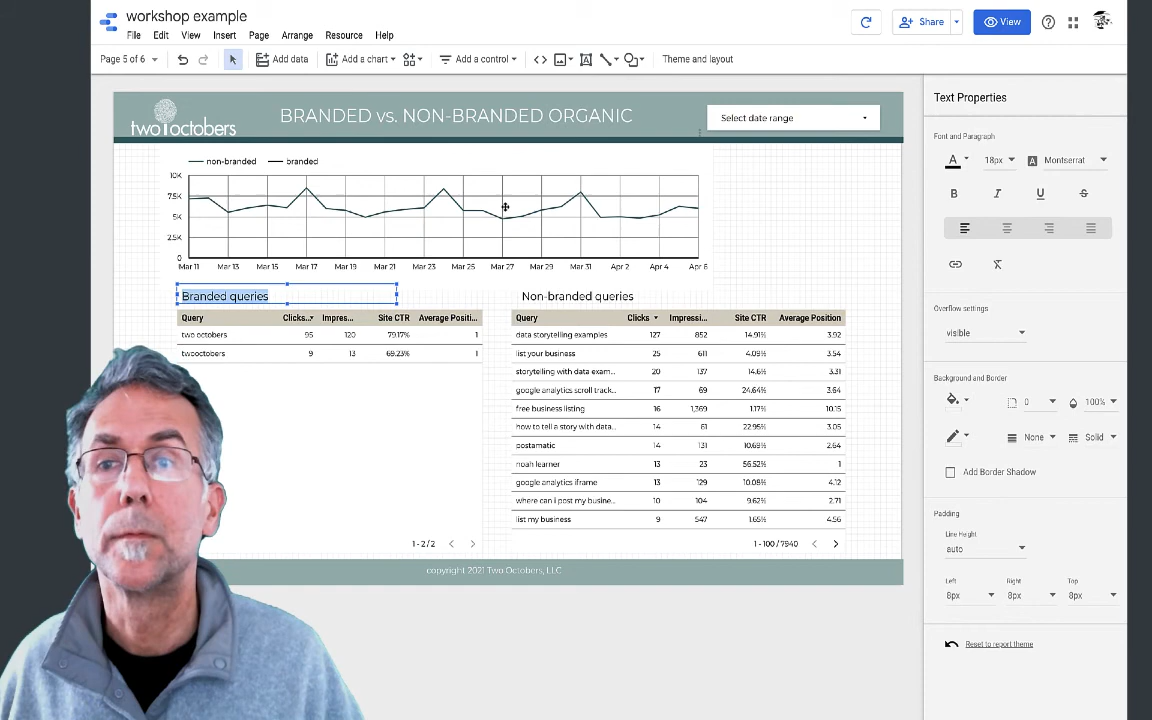 workshop example
File Edit View Insert Page Arrange Resource Help
Share View
Page 5 of 6 Add data Add a chart Add a control Theme and layout
two octobers
BRANDED vs. NON-BRANDED ORGANIC
Select date range
non-branded branded
10K
7.5K
5K
2.5K
0
Mar 11 Mar 13 Mar 15 Mar 17 Mar 19 Mar 21 Mar 23 Mar 25 Mar 27 Mar 29 Mar 31 Apr 2 Apr 4 Apr 6
Branded queries
Query Clicks.. Impress... Site CTR Average Positi...
two octobers 95 120 79.17% 1
twooctobers 9 13 69.23% 1
1 - 2 / 2
Non-branded queries
Query Clicks Impressi... Site CTR Average Position
data storytelling examples 127 852 14.91% 3.92
list your business 25 611 4.09% 3.54
storytelling with data exam... 20 137 14.6% 3.31
google analytics scroll track... 17 69 24.64% 3.64
free business listing 16 1,369 1.17% 10.15
how to tell a story with data... 14 61 22.95% 3.05
postamatic 14 131 10.69% 2.64
noah learner 13 23 56.52% 1
google analytics iframe 13 129 10.08% 4.12
where can i post my busine... 10 104 9.62% 2.71
list my business 9 547 1.65% 4.56
1 - 100 / 7940
copyright 2021 Two Octobers, LLC
Text Properties
Font and Paragraph
A 18px A Montserrat
B I U
Overflow settings
visible
Background and Border
0 100%
None Solid
Add Border Shadow
Padding
Line Height
auto
Left Right Top
8px 8px 8px
Reset to report theme